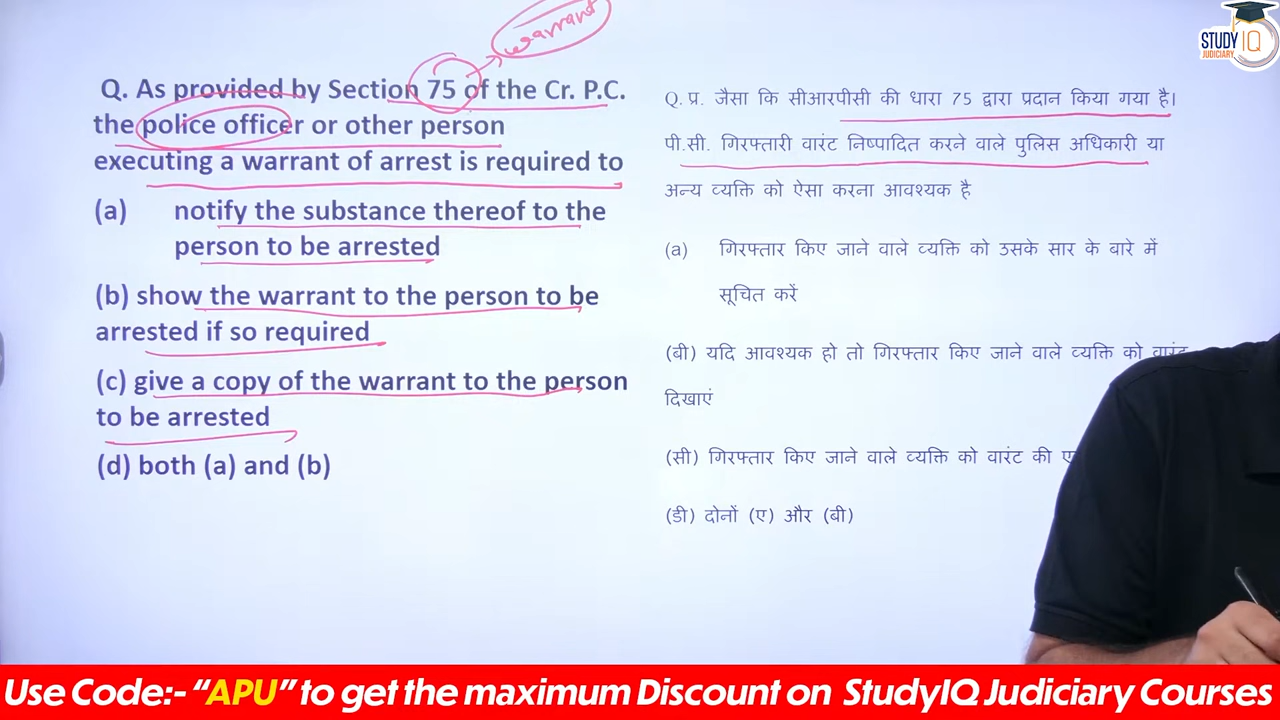 warrant
STUDY IQ
JUDICIARY
Q. As provided by Section 75 of the Cr. P.C.
the police officer or other person
executing a warrant of arrest is required to
(a) notify the substance thereof to the
person to be arrested
(b) show the warrant to the person to be
arrested if so required
(c) give a copy of the warrant to the person
to be arrested
(d) both (a) and (b)
Q. प्र. जैसा कि सीआरपीसी की धारा 75 द्वारा प्रदान किया गया है।
पी.सी. गिरफ्तारी वारंट निष्पादित करने वाले पुलिस अधिकारी या
अन्य व्यक्ति को ऐसा करना आवश्यक है
(a) गिरफ्तार किए जाने वाले व्यक्ति को उसके सार के बारे में
सूचित करें
(बी) यदि आवश्यक हो तो गिरफ्तार किए जाने वाले व्यक्ति को वारंट
दिखाएं
(सी) गिरफ्तार किए जाने वाले व्यक्ति को वारंट की
(डी) दोनों (ए) और (बी)
Use Code:- “APU” to get the maximum Discount on StudyIQ Judiciary Courses